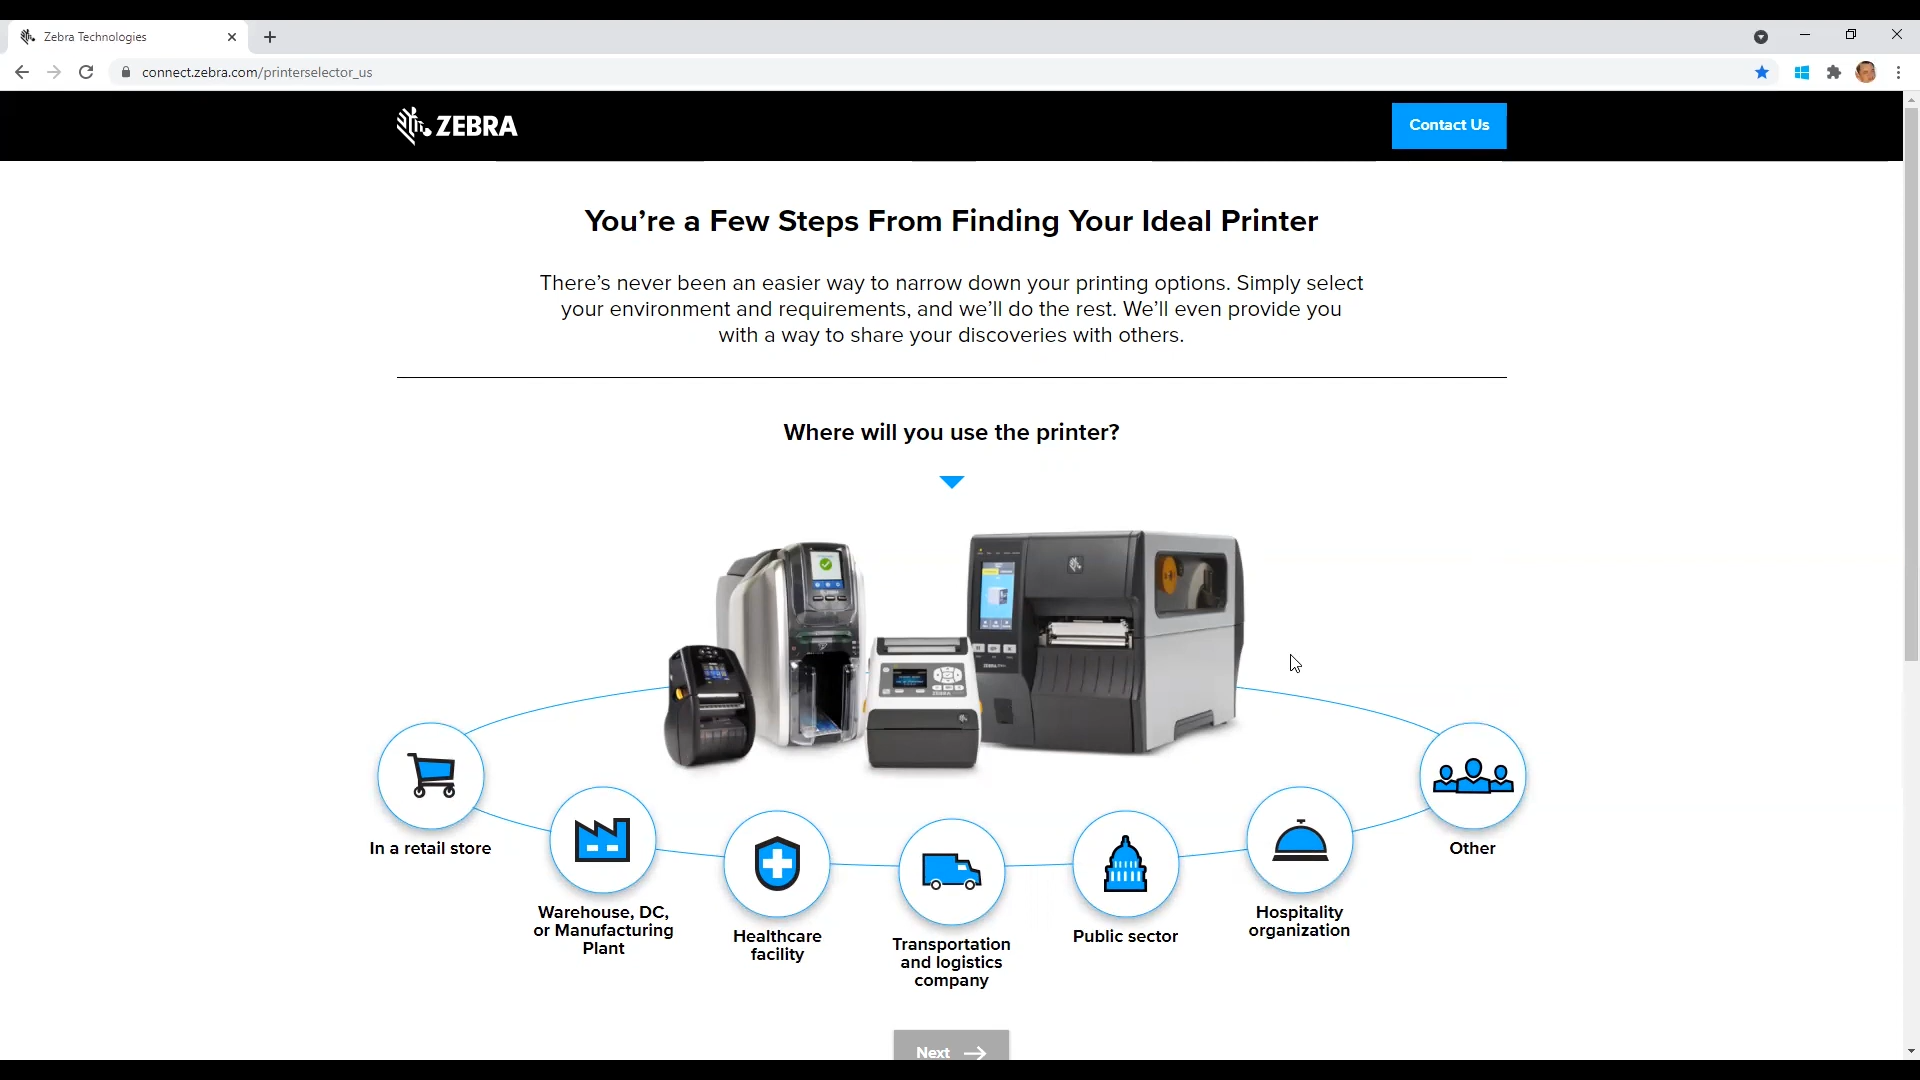 Zebra Technologies
connect.zebra.com/printerselector_us
ZEBRA
Contact Us
You’re a Few Steps From Finding Your Ideal Printer
There’s never been an easier way to narrow down your printing options. Simply select
your environment and requirements, and we’ll do the rest. We’ll even provide you
with a way to share your discoveries with others.
Where will you use the printer?
In a retail store
Warehouse, DC,
or Manufacturing
Plant
Healthcare
facility
Transportation
and logistics
company
Public sector
Hospitality
organization
Other
Next